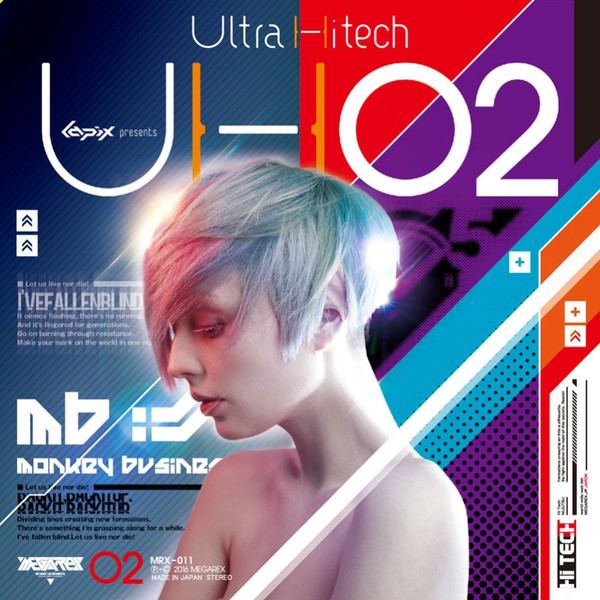 Ultra Hitech
UH-02
lapix presents
Let us live nor die!
I'VEFALLENBLIND
It comes flashing, there's no running
And it's lingered for generations.
Go on burning through resistance.
Make your mark on the world in one
mb
monkey busines
Let us live nor die!
Dividing lines creating new formations.
There's something I'm grasping along for a while.
I've fallen blind.Let us live nor die!
MEGAREX
02
MRX-011
℗+© 2016 MEGAREX
MADE IN JAPAN STEREO
Hi TECH